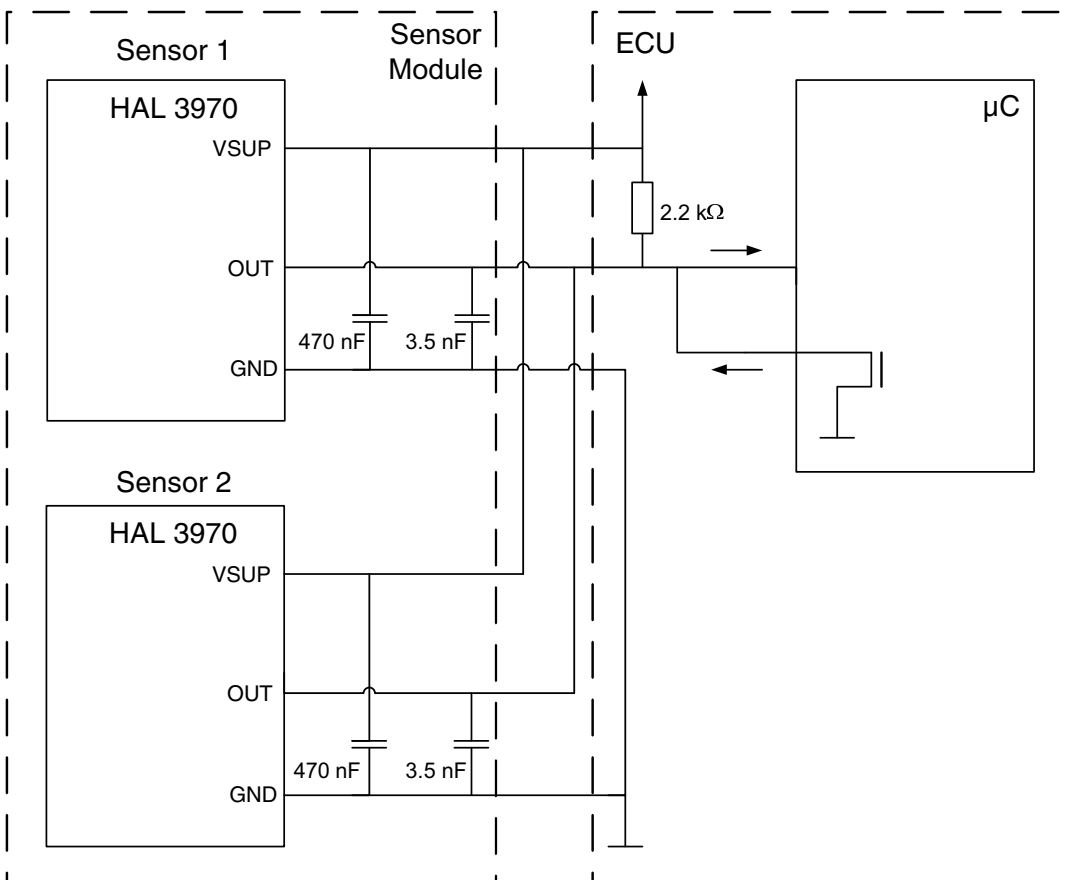 Sensor 1
Sensor
Module
ECU
HAL 3970
µC
VSUP
2.2 kΩ
OUT
470 nF
3.5 nF
GND
Sensor 2
HAL 3970
VSUP
OUT
470 nF
3.5 nF
GND